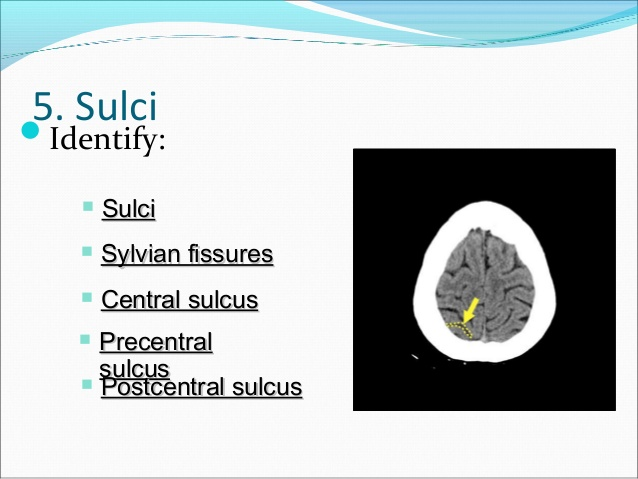 5. Sulci
Identify:
Sulci
Sylvian fissures
Central sulcus
Precentral
sulcus
Postcentral sulcus